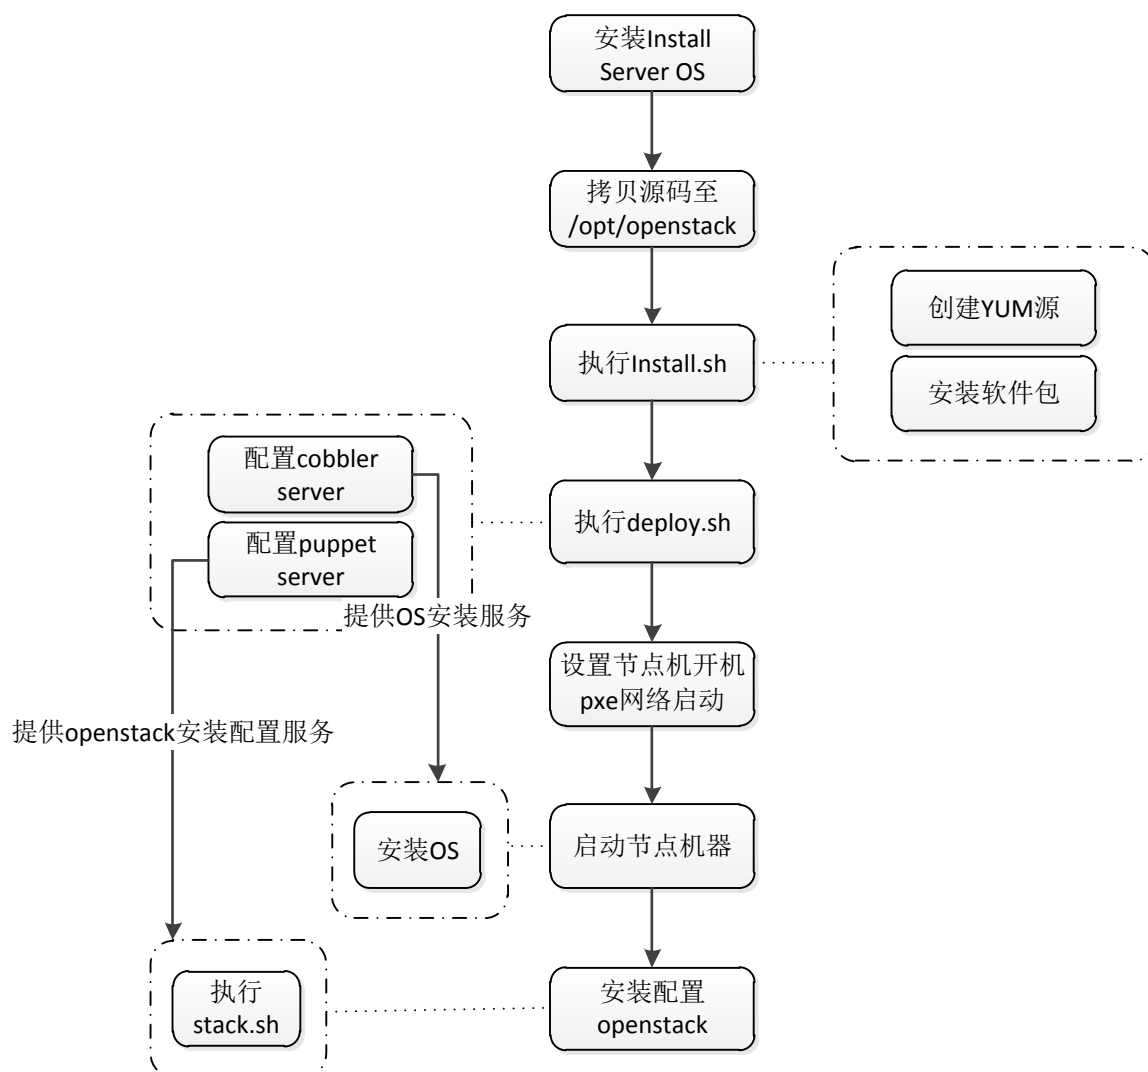 安装Install
Server OS
拷贝源码至
/opt/openstack
创建YUM源
执行Install.sh
安装软件包
配置cobbler
server
执行deploy.sh
配置puppet
server
提供OS安装服务
设置节点机开机
pxe网络启动
提供openstack安装配置服务
安装OS
启动节点机器
执行
stack.sh
安装配置
openstack